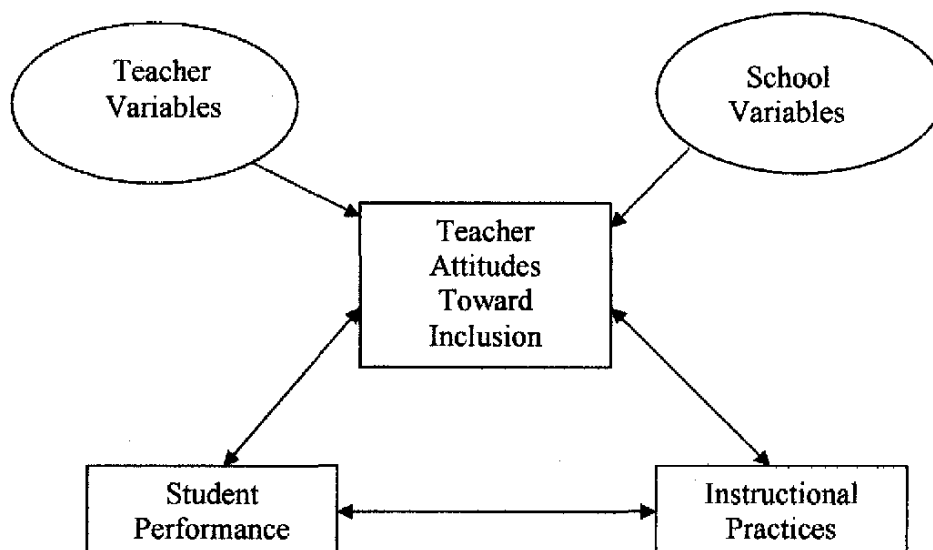 Teacher
Variables
School
Variables
Teacher
Attitudes
Toward
Inclusion
Student
Performance
Instructional
Practices